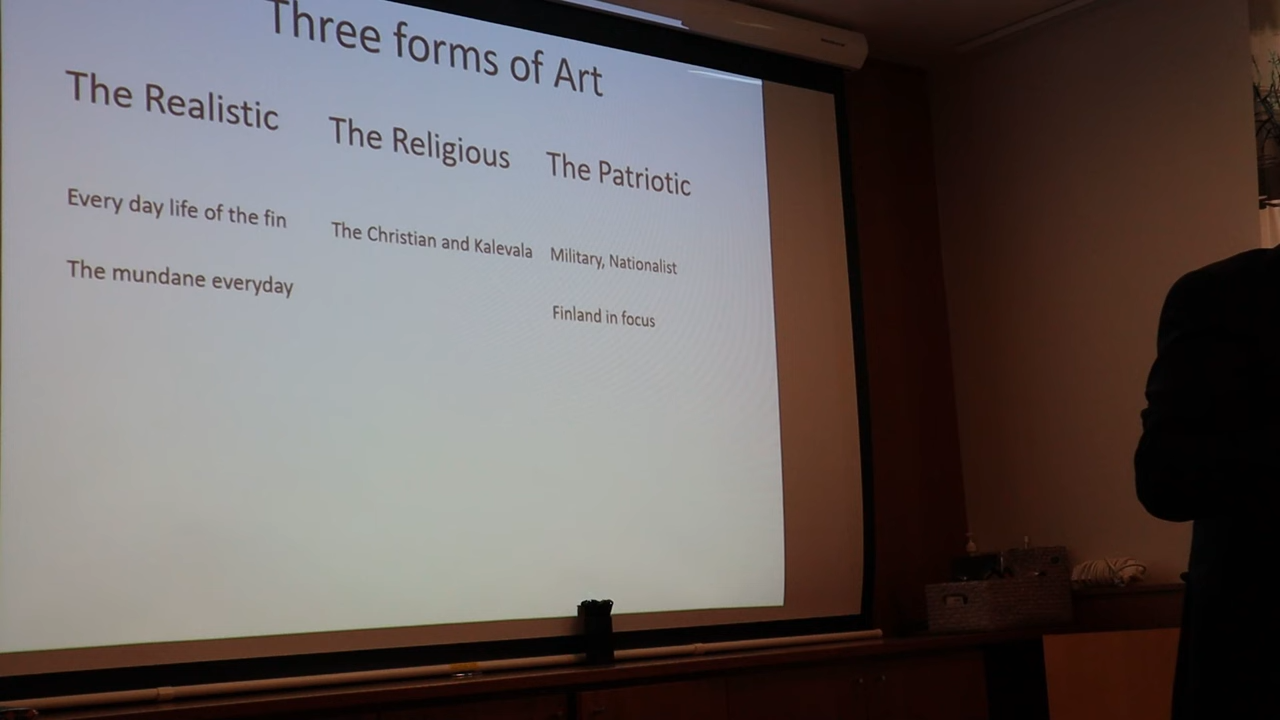 Three forms of Art
The Realistic
The Religious
The Patriotic
Every day life of the fin
The mundane everyday
The Christian and Kalevala
Military, Nationalist
Finland in focus